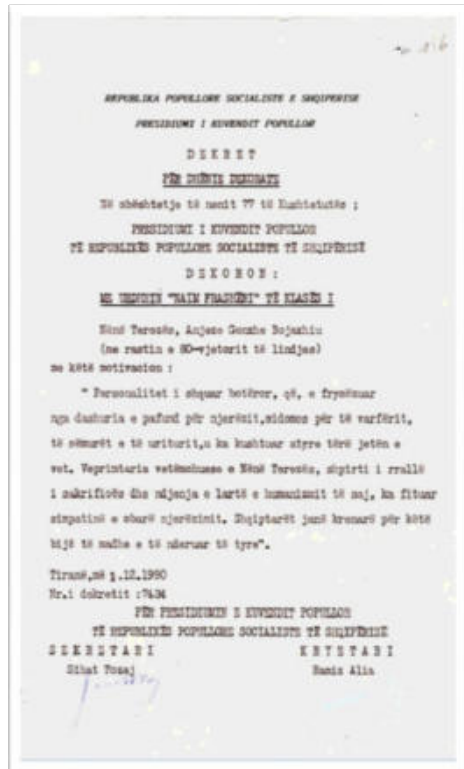 REPUBLIKA POPULLORE SOCIALISTE E SHQIPERISE
PRESIDIUMI I KUVENDIT POPULLOR
D E K R E T
PËR DHËNIE DEKORATE
Në mbështetje të nenit 77 të Kushtetutës ;
PRESIDIUMI I KUVENDIT POPULLOR
TË REPUBLIKËS POPULLORE SOCIALISTE TË SHQIPËRISË
D E K O R O N :
ME URDHRIN "NAIM FRASHËRI" TË KLASËS I
Nënë Terezës, Anjeze Gonxhe Bojaxhiu
(me rastin e 80-vjetorit të lindjes)
me këtë motivacion :
" Personalitet i shquar botëror, që, e frymëzuar
nga dashuria e pafund për njerëzit, sidomos për të varfërit,
të sëmurët e të uriturit, u ka kushtuar atyre tërë jetën e
vet. Veprimtaria vetëmohuese e Nënë Terezës, shpirti i rrallë
i sakrificës dhe ndjenja e lartë e humanizmit të saj, ka fituar
simpatinë e mbarë njerëzimit. Shqiptarët janë krenarë për këtë
bijë të madhe e të nderuar të tyre".
Tiranë, më .12.1990
Nr.i dekretit :7434
PËR PRESIDIUMIN E KUVENDIT POPULLOR
TË REPUBLIKËS POPULLORE SOCIALISTE TË SHQIPËRISË
S E K R E T A R I K R Y E T A R I
Sihat Tozaj Ramiz Alia